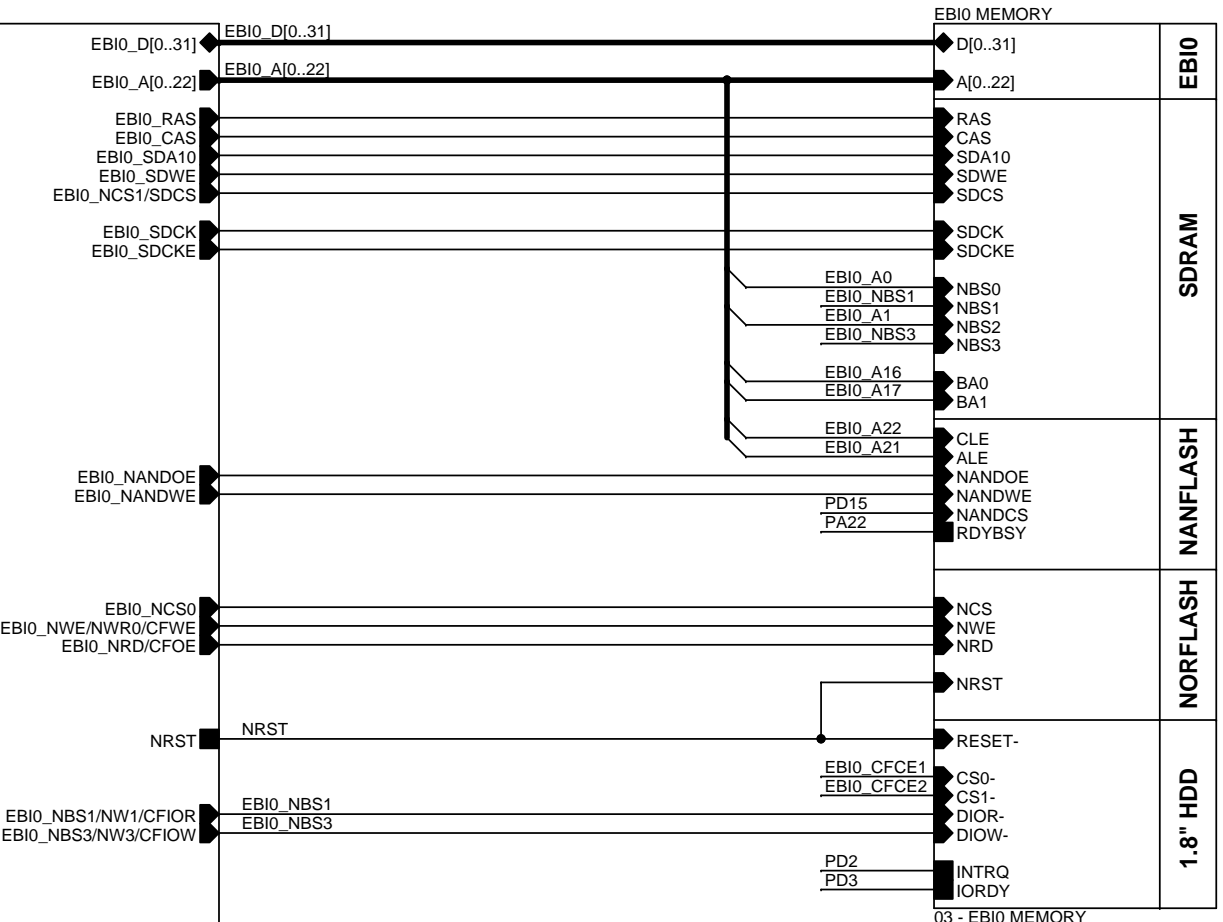 EBI0 MEMORY
EBI0_D[0..31] EBI0_D[0..31] D[0..31]
EBI0
EBI0_A[0..22] EBI0_A[0..22] A[0..22]
EBI0_RAS RAS
EBI0_CAS CAS
EBI0_SDA10 SDA10
EBI0_SDWE SDWE
EBI0_NCS1/SDCS SDCS
EBI0_SDCK SDCK
EBI0_SDCKE SDCKE
SDRAM
EBI0_A0 NBS0
EBI0_NBS1 NBS1
EBI0_A1 NBS2
EBI0_NBS3 NBS3
EBI0_A16 BA0
EBI0_A17 BA1
EBI0_A22 CLE
EBI0_A21 ALE
EBI0_NANDOE NANDOE
EBI0_NANDWE NANDWE
PD15 NANDCS
PA22 RDYBSY
NANFLASH
EBI0_NCS0 NCS
EBI0_NWE/NWR0/CFWE NWE
EBI0_NRD/CFOE NRD
NRST
NORFLASH
NRST NRST RESET-
EBI0_CFCE1 CS0-
EBI0_CFCE2 CS1-
EBI0_NBS1/NW1/CFIOR EBI0_NBS1 DIOR-
EBI0_NBS3/NW3/CFIOW EBI0_NBS3 DIOW-
1.8" HDD
PD2 INTRQ
PD3 IORDY
03 - EBI0 MEMORY